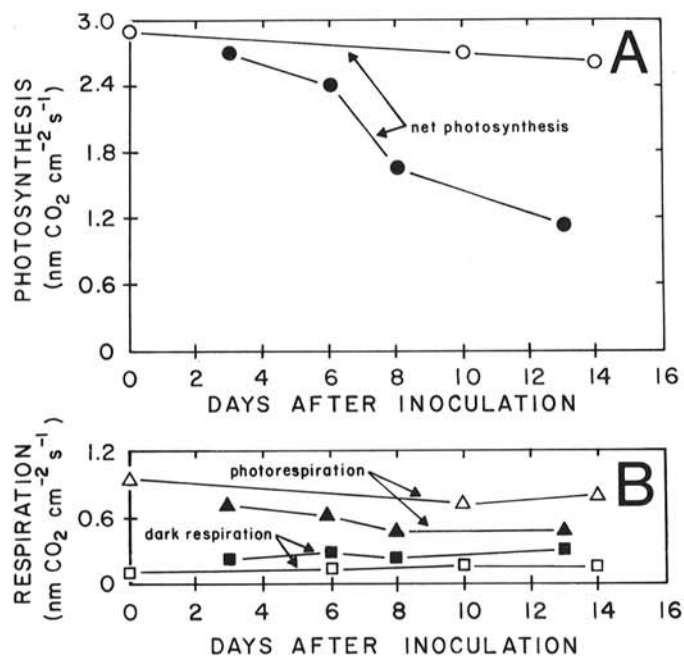 3.0
2.4
1.8
1.2
0.6
0
PHOTOSYNTHESIS
(nm CO2 cm-2 s-1)
A
net photosynthesis
0 2 4 6 8 10 12 14 16
DAYS AFTER INOCULATION
1.2
0.6
0
RESPIRATION
(nm CO2 cm-2 s-1)
B
photorespiration
dark respiration
0 2 4 6 8 10 12 14 16
DAYS AFTER INOCULATION